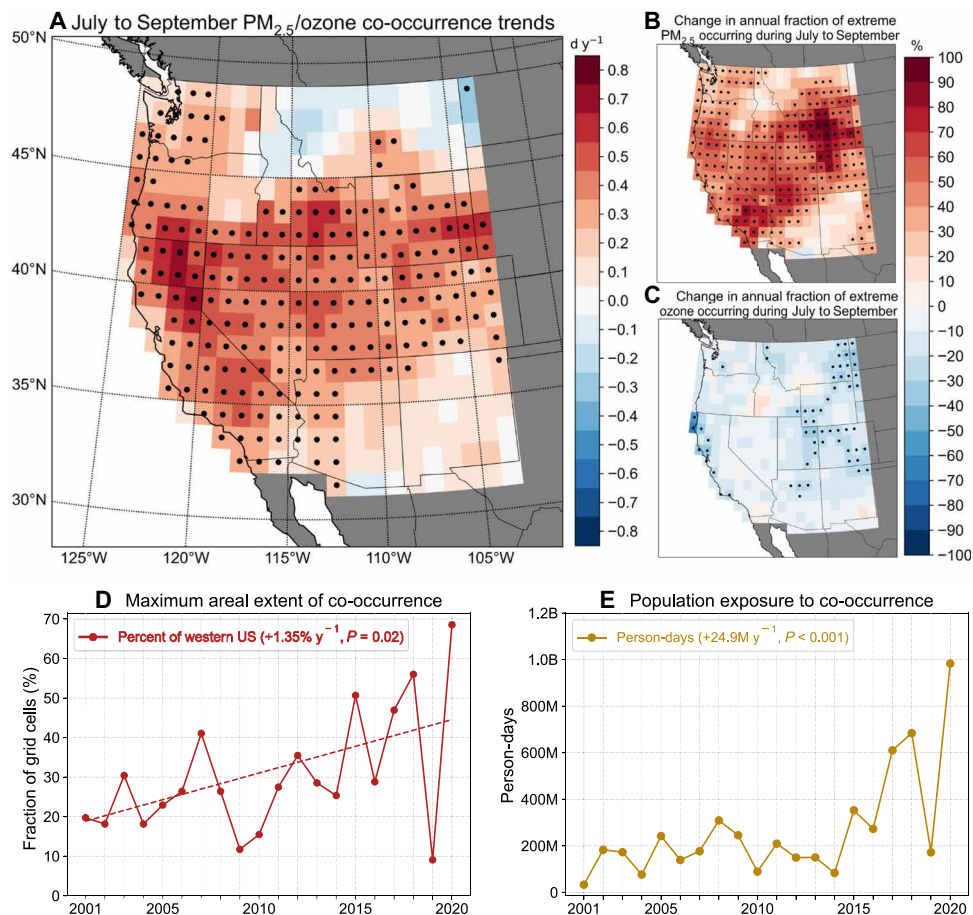 A July to September PM2.5/ozone co-occurrence trends
50°N
45°N
40°N
35°N
30°N
125°W 120°W 115°W 110°W 105°W
d y−1
0.8
0.7
0.6
0.5
0.4
0.3
0.2
0.1
0.0
−0.1
−0.2
−0.3
−0.4
−0.5
−0.6
−0.7
−0.8
B Change in annual fraction of extreme
PM2.5 occurring during July to September
C Change in annual fraction of extreme
ozone occurring during July to September
%
100
90
80
70
60
50
40
30
20
10
0
−10
−20
−30
−40
−50
−60
−70
−80
−90
−100
D Maximum areal extent of co-occurrence
Percent of western US (+1.35% y−1, P = 0.02)
Fraction of grid cells (%)
70
60
50
40
30
20
10
0
2001 2005 2010 2015 2020
E Population exposure to co-occurrence
Person-days (+24.9M y−1, P < 0.001)
Person-days
1.2B
1.0B
800M
600M
400M
200M
0
2001 2005 2010 2015 2020